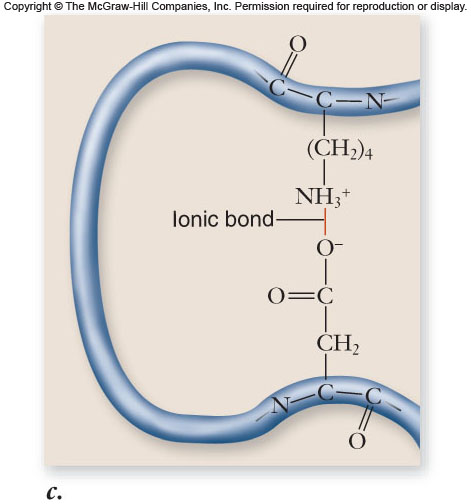 Copyright © The McGraw-Hill Companies, Inc. Permission required for reproduction or display.
O
C C N
(CH₂)₄
NH₃⁺
Ionic bond
O⁻
O C
CH₂
N C C
O
c.